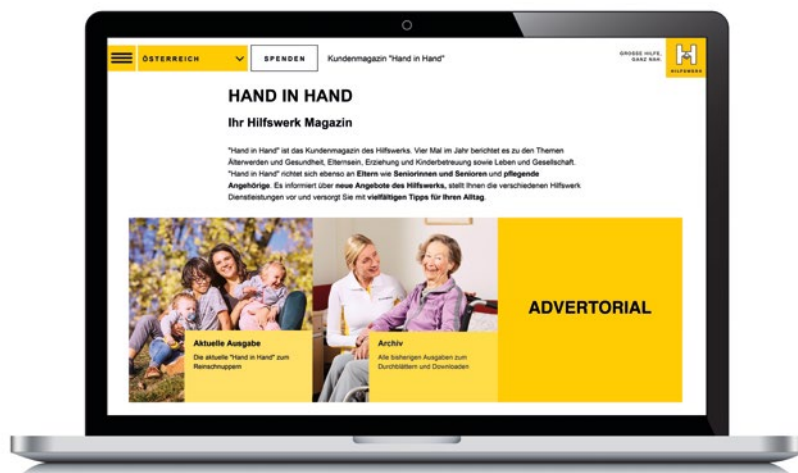 ÖSTERREICH
SPENDEN
Kundenmagazin "Hand in Hand"
GROSSE HILFE,
GANZ NAH.
HILFSWERK
HAND IN HAND
Ihr Hilfswerk Magazin
"Hand in Hand" ist das Kundenmagazin des Hilfswerks. Vier Mal im Jahr berichtet es zu den Themen
Älterwerden und Gesundheit, Elternsein, Erziehung und Kinderbetreuung sowie Leben und Gesellschaft.
"Hand in Hand" richtet sich ebenso an Eltern wie Seniorinnen und Senioren und pflegende
Angehörige. Es informiert über neue Angebote des Hilfswerks, stellt Ihnen die verschiedenen Hilfswerk
Dienstleistungen vor und versorgt Sie mit vielfältigen Tipps für Ihren Alltag.
Aktuelle Ausgabe
Die aktuelle "Hand in Hand" zum
Reinschnuppern
Archiv
Alle bisherigen Ausgaben zum
Durchblättern und Downloaden
ADVERTORIAL